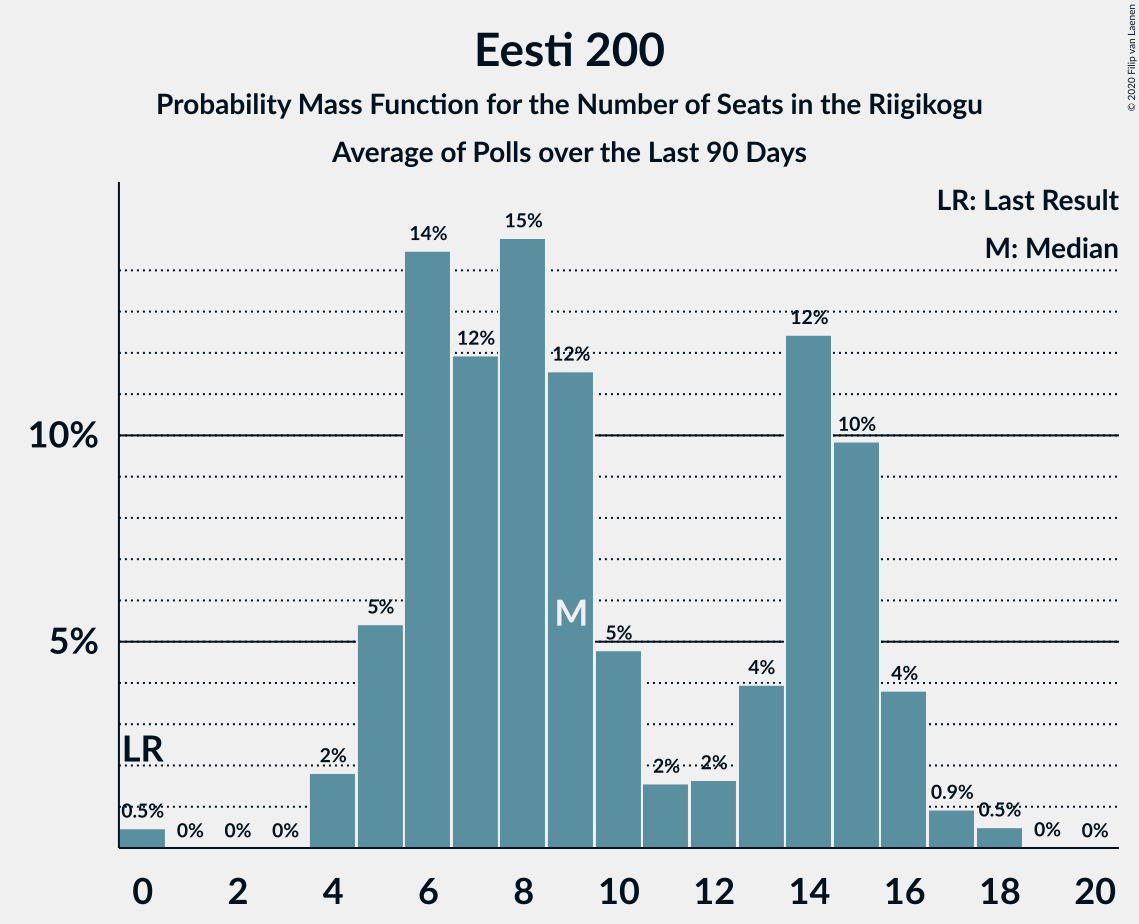 Eesti 200
Probability Mass Function for the Number of Seats in the Riigikogu
Average of Polls over the Last 90 Days
© 2020 Filip van Laenen
LR: Last Result
M: Median
10%
5%
LR
M
0.5%
0%
0%
0%
2%
5%
14%
12%
15%
12%
5%
2%
2%
4%
12%
10%
4%
0.9%
0.5%
0%
0%
0 2 4 6 8 10 12 14 16 18 20